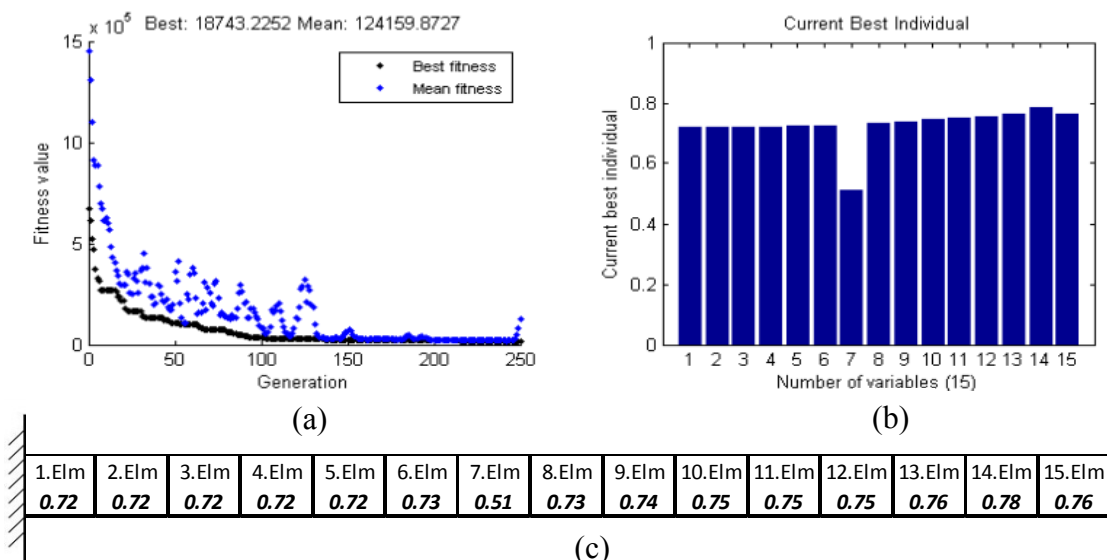 Best: 18743.2252 Mean: 124159.8727
x 10^5
15
10
5
0
Fitness value
Best fitness
Mean fitness
0 50 100 150 200 250
Generation
(a)
Current Best Individual
1
0.8
0.6
0.4
0.2
0
Current best individual
1 2 3 4 5 6 7 8 9 10 11 12 13 14 15
Number of variables (15)
(b)
1.Elm 2.Elm 3.Elm 4.Elm 5.Elm 6.Elm 7.Elm 8.Elm 9.Elm 10.Elm 11.Elm 12.Elm 13.Elm 14.Elm 15.Elm
0.72 0.72 0.72 0.72 0.72 0.73 0.51 0.73 0.74 0.75 0.75 0.75 0.76 0.78 0.76
(c)